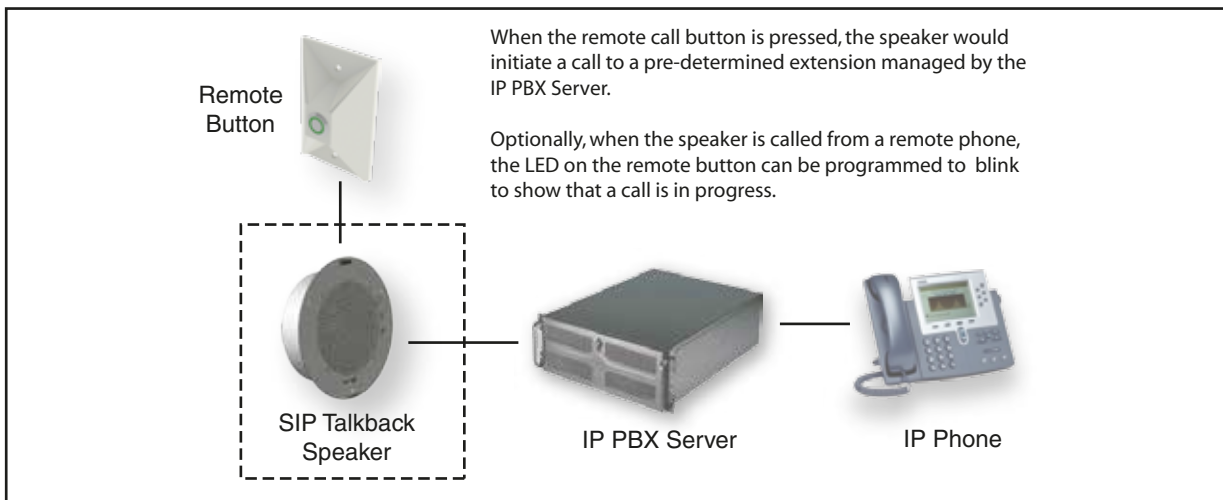 When the remote call button is pressed, the speaker would
initiate a call to a pre-determined extension managed by the
IP PBX Server.
Optionally, when the speaker is called from a remote phone,
the LED on the remote button can be programmed to blink
to show that a call is in progress.
Remote
Button
SIP Talkback
Speaker
IP PBX Server
IP Phone